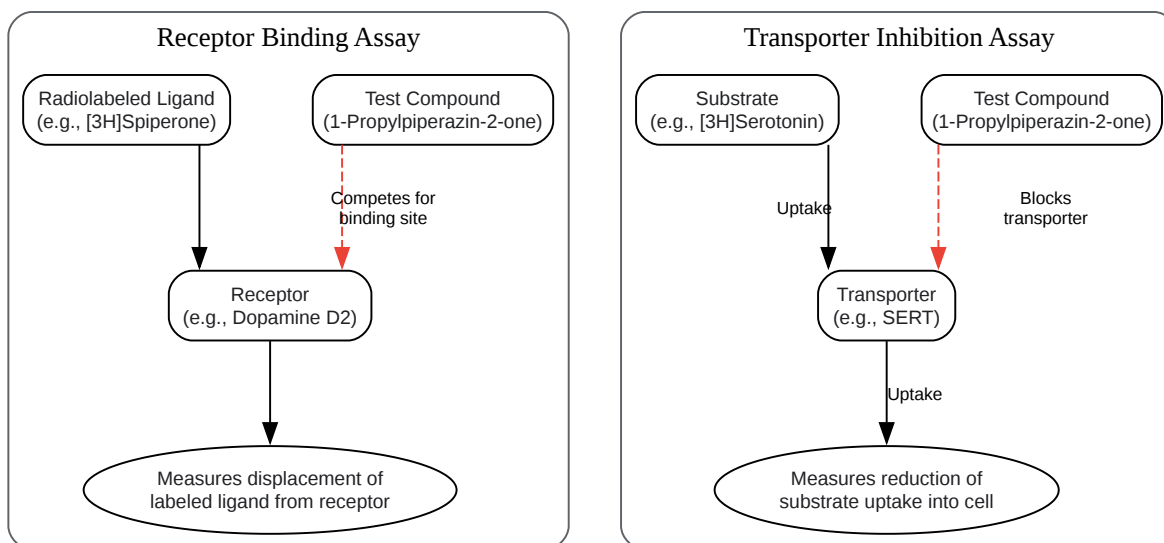 Receptor Binding Assay
Radiolabeled Ligand
(e.g., [3H]Spiperone)
Test Compound
(1-Propylpiperazin-2-one)
Competes for
binding site
Receptor
(e.g., Dopamine D2)
Measures displacement of
labeled ligand from receptor
Transporter Inhibition Assay
Substrate
(e.g., [3H]Serotonin)
Test Compound
(1-Propylpiperazin-2-one)
Uptake
Blocks
transporter
Transporter
(e.g., SERT)
Uptake
Measures reduction of
substrate uptake into cell